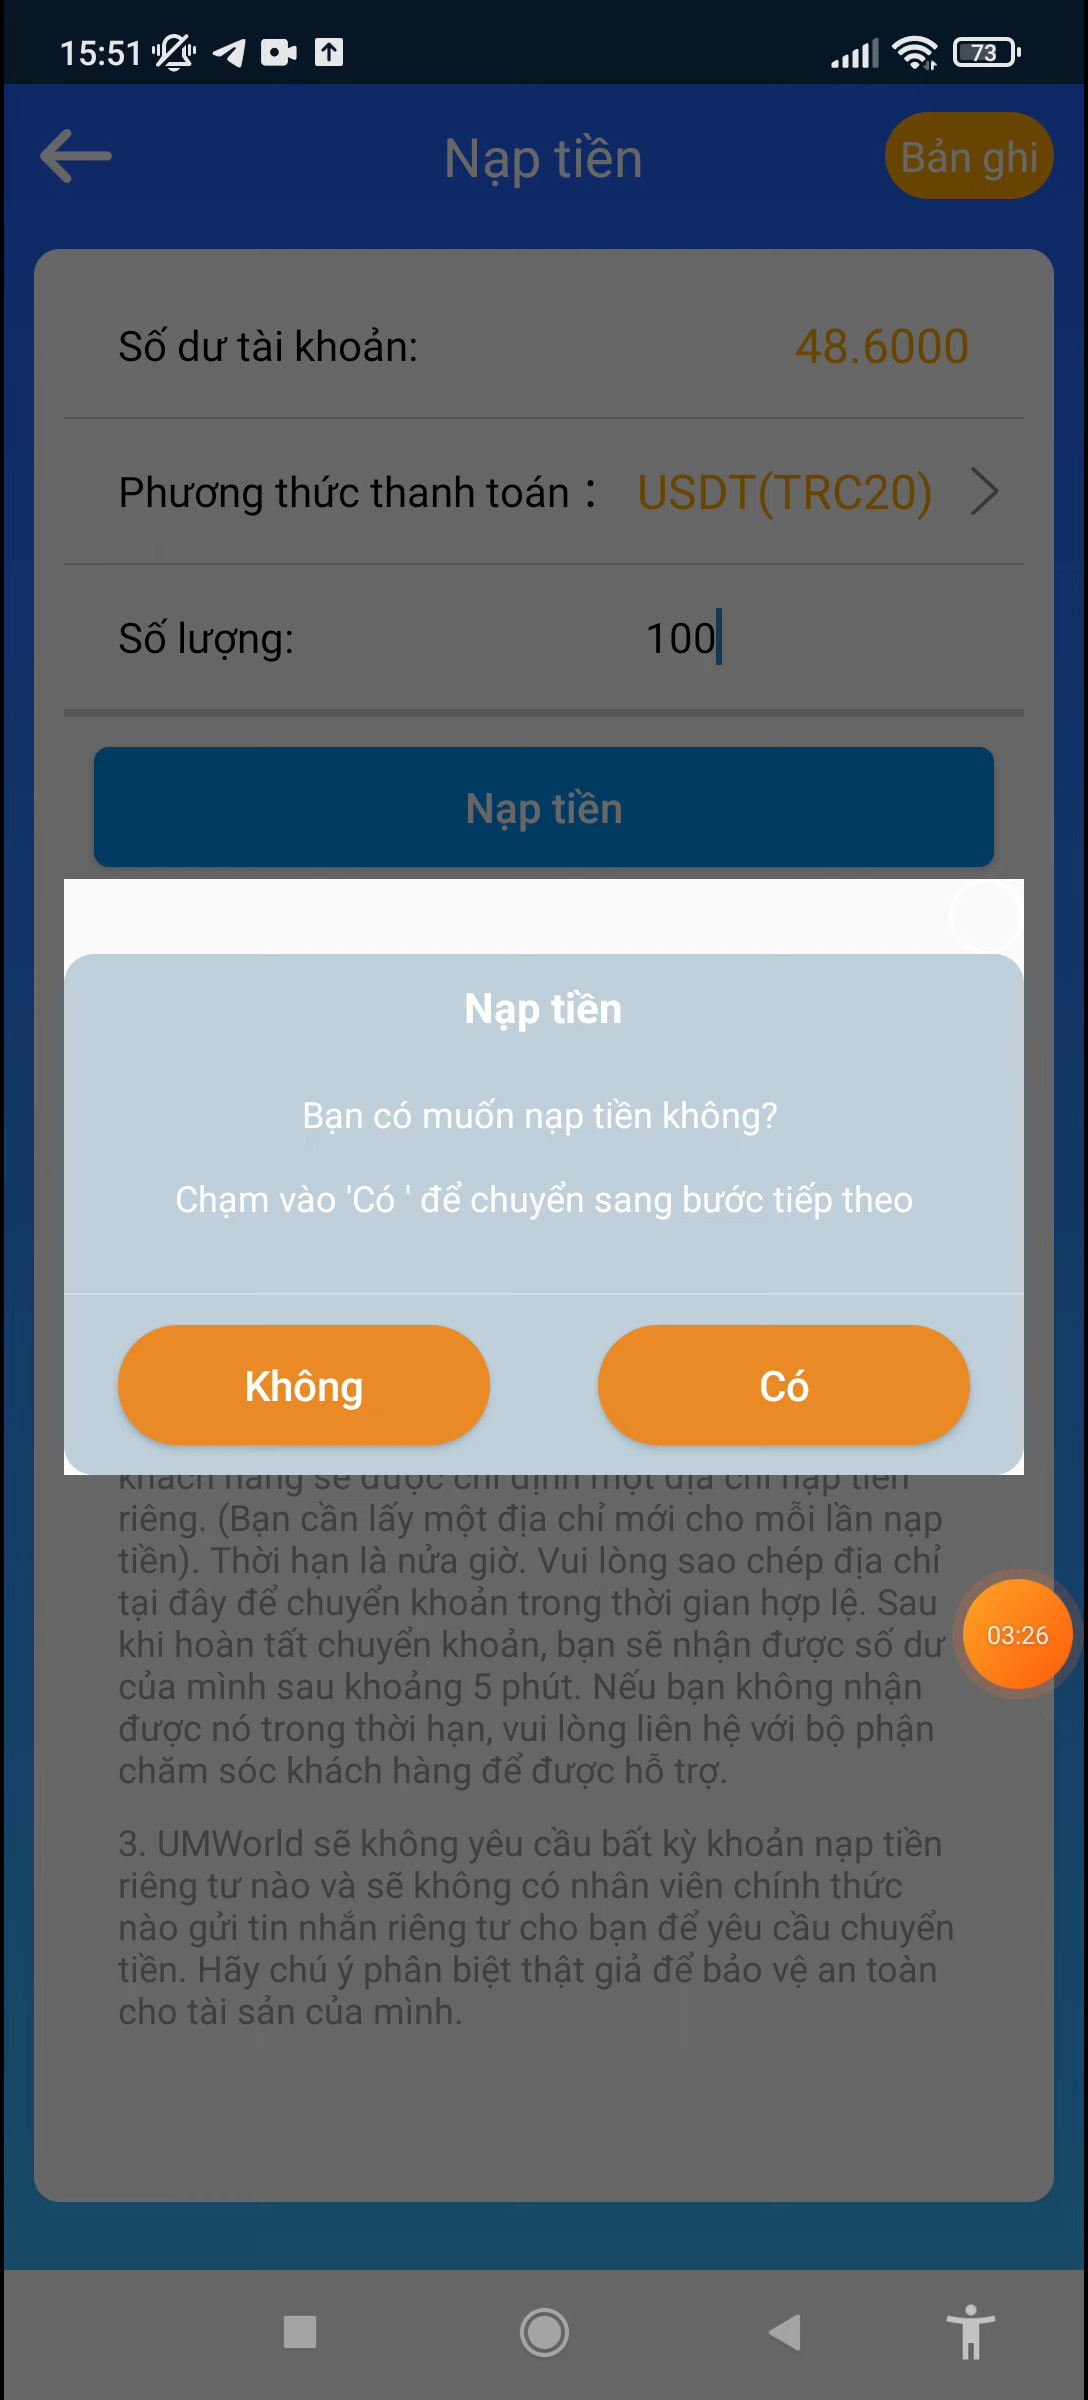 15:51
73
Nạp tiền
Bản ghi
Số dư tài khoản:
48.6000
Phương thức thanh toán :
USDT(TRC20)
Số lượng:
100
Nạp tiền
Nạp tiền
Bạn có muốn nạp tiền không?
Chạm vào 'Có ' để chuyển sang bước tiếp theo
Không
Có
khách hàng sẽ được chỉ định một địa chỉ nạp tiền
riêng. (Bạn cần lấy một địa chỉ mới cho mỗi lần nạp
tiền). Thời hạn là nửa giờ. Vui lòng sao chép địa chỉ
tại đây để chuyển khoản trong thời gian hợp lệ. Sau
khi hoàn tất chuyển khoản, bạn sẽ nhận được số dư
của mình sau khoảng 5 phút. Nếu bạn không nhận
được nó trong thời hạn, vui lòng liên hệ với bộ phận
chăm sóc khách hàng để được hỗ trợ.
03:26
3. UMWorld sẽ không yêu cầu bất kỳ khoản nạp tiền
riêng tư nào và sẽ không có nhân viên chính thức
nào gửi tin nhắn riêng tư cho bạn để yêu cầu chuyển
tiền. Hãy chú ý phân biệt thật giả để bảo vệ an toàn
cho tài sản của mình.